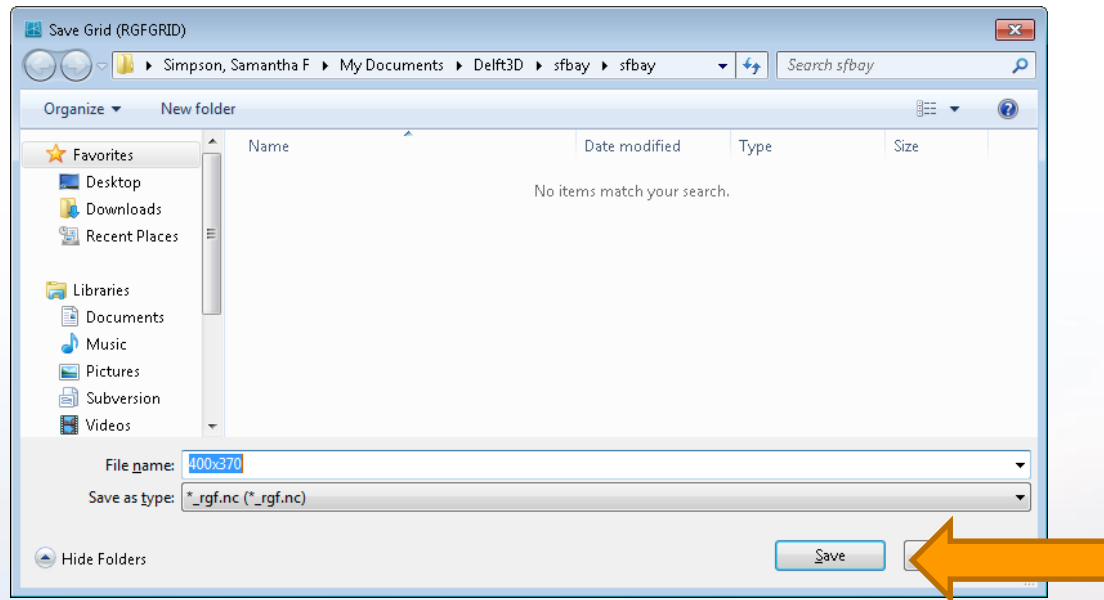 Save Grid (RGFGRID)
Simpson, Samantha F ▸ My Documents ▸ Delft3D ▸ sfbay ▸ sfbay
Search sfbay
Organize
New folder
Name
Date modified
Type
Size
No items match your search.
Favorites
Desktop
Downloads
Recent Places
Libraries
Documents
Music
Pictures
Subversion
Videos
File name: 400x370
Save as type: *_rgf.nc (*_rgf.nc)
Hide Folders
Save